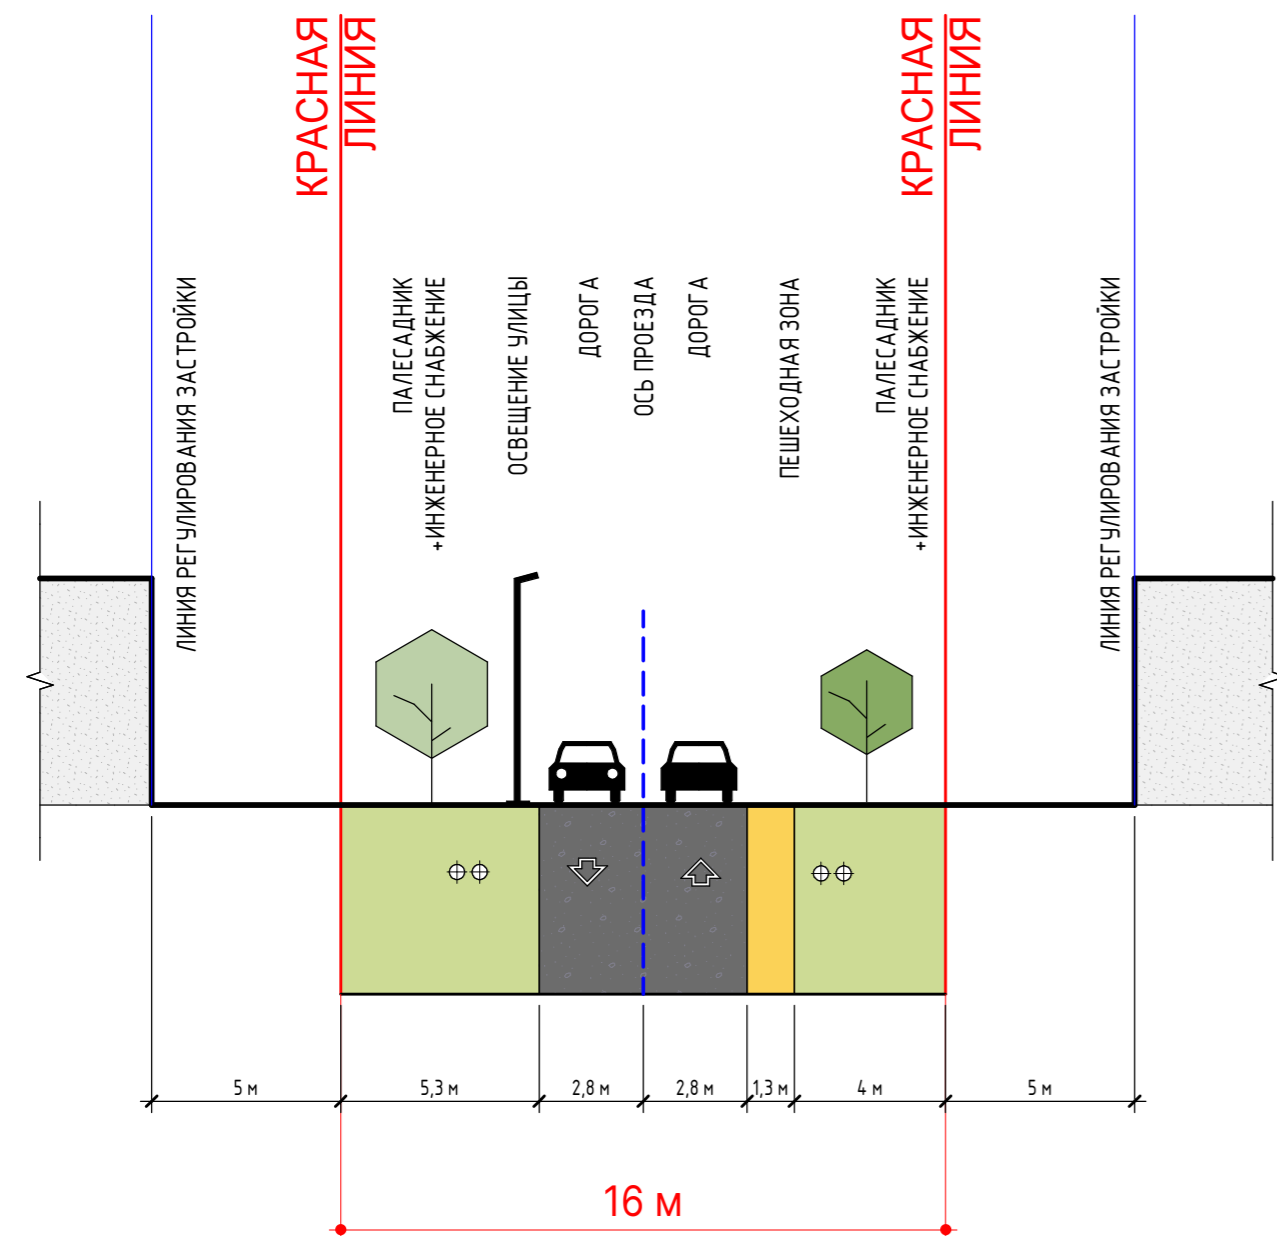 КРАСНАЯ
ЛИНИЯ
КРАСНАЯ
ЛИНИЯ
ЛИНИЯ РЕГУЛИРОВАНИЯ ЗАСТРОЙКИ
ПАЛЕСАДНИК
+ИНЖЕНЕРНОЕ СНАБЖЕНИЕ
ОСВЕЩЕНИЕ УЛИЦЫ
ДОРОГА
ОСЬ ПРОЕЗДА
ДОРОГА
ПЕШЕХОДНАЯ ЗОНА
ПАЛЕСАДНИК
+ИНЖЕНЕРНОЕ СНАБЖЕНИЕ
ЛИНИЯ РЕГУЛИРОВАНИЯ ЗАСТРОЙКИ
5 м
5,3 м
2,8 м
2,8 м
1,3 м
4 м
5 м
16 м